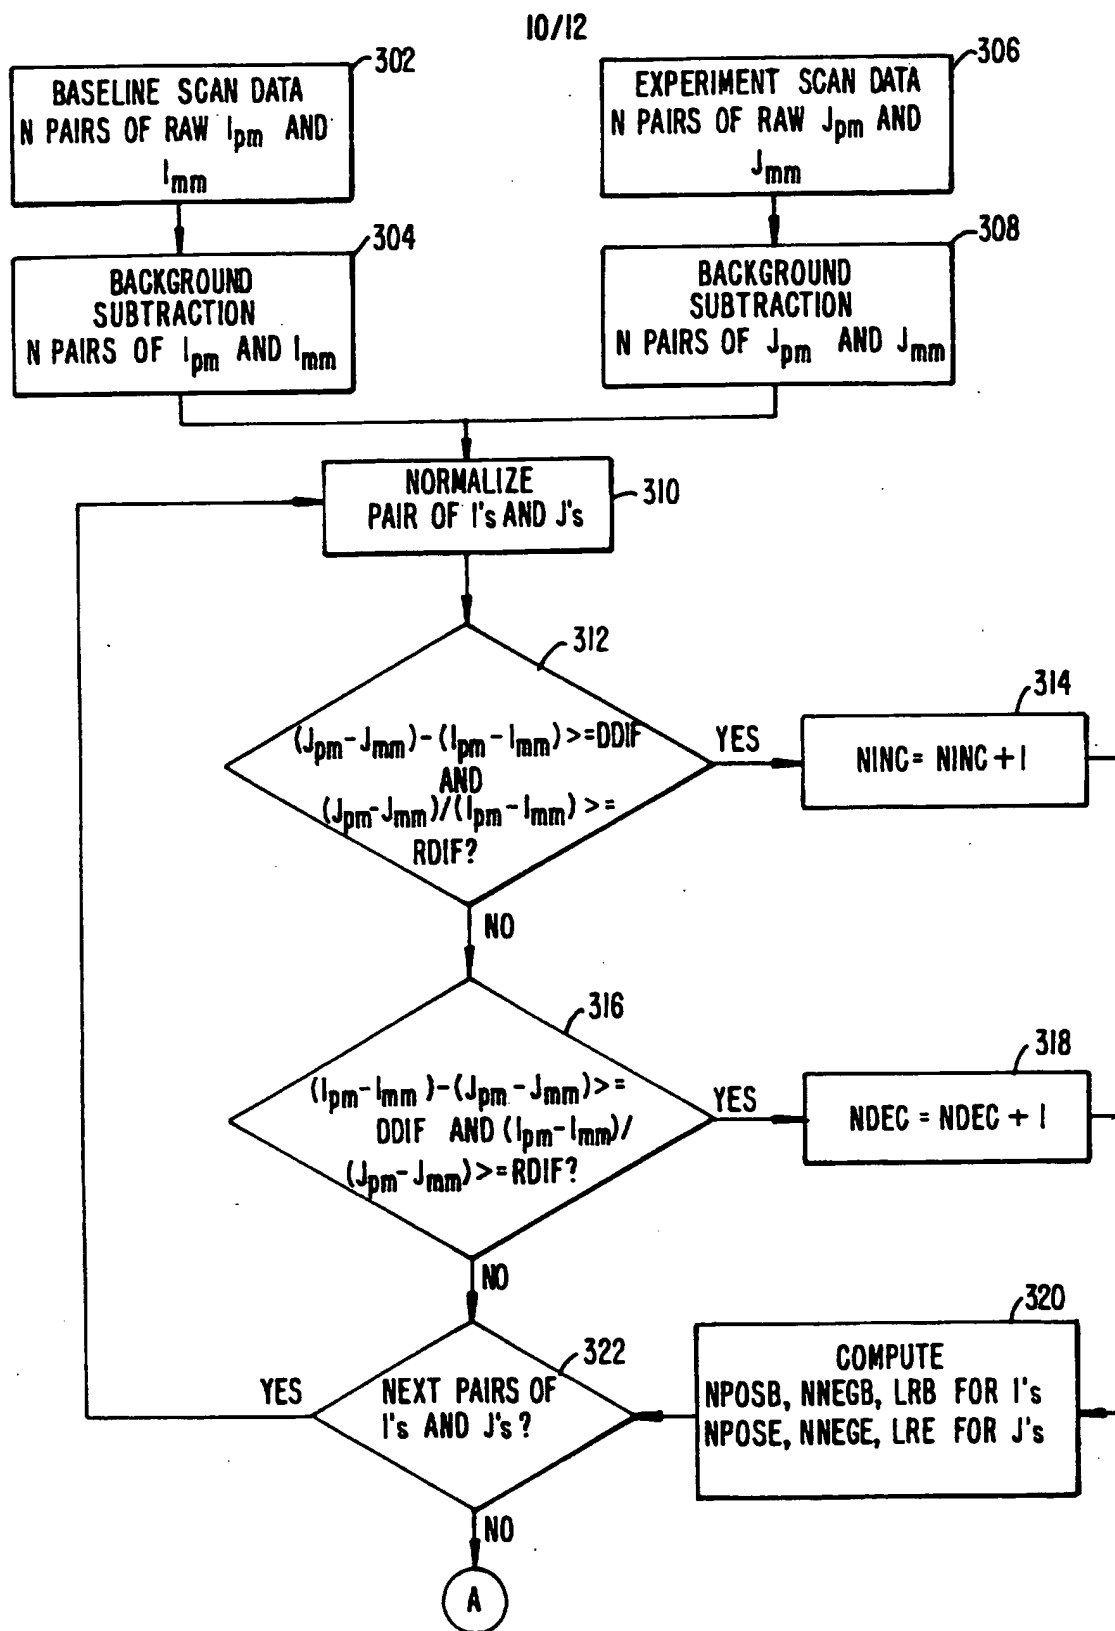 10/12
302
BASELINE SCAN DATA
N PAIRS OF RAW Ipm AND
Imm
306
EXPERIMENT SCAN DATA
N PAIRS OF RAW Jpm AND
Jmm
304
BACKGROUND
SUBTRACTION
N PAIRS OF Ipm AND Imm
308
BACKGROUND
SUBTRACTION
N PAIRS OF Jpm AND Jmm
NORMALIZE
PAIR OF I's AND J's
310
312
(Jpm-Jmm)-(Ipm-Imm)>=DDIF
AND
(Jpm-Jmm)/(Ipm-Imm)>=
RDIF?
YES
314
NINC= NINC+1
NO
316
(Ipm-Imm)-(Jpm-Jmm)>=
DDIF AND (Ipm-Imm)/
(Jpm-Jmm)>=RDIF?
YES
318
NDEC = NDEC + 1
NO
322
NEXT PAIRS OF
I's AND J's?
YES
320
COMPUTE
NPOSB, NNEGB, LRB FOR I's
NPOSE, NNEGE, LRE FOR J's
NO
A